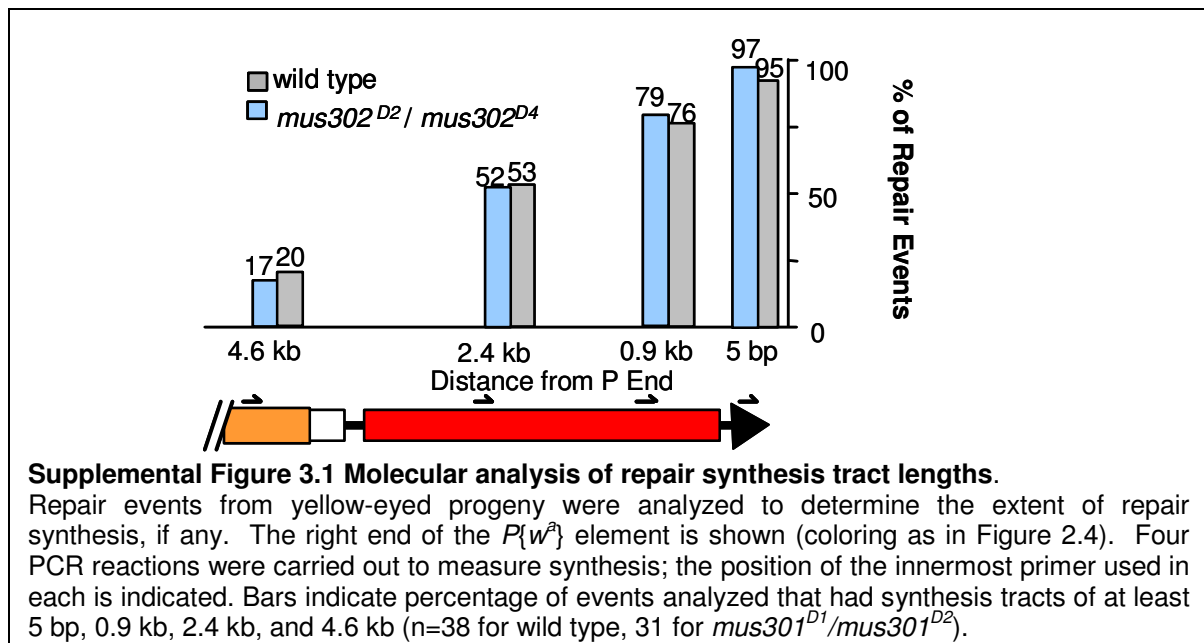 97
95
100
wild type
mus302^D2 / mus302^D4
79
76
% of Repair Events
52 53
50
17 20
0
4.6 kb 2.4 kb 0.9 kb 5 bp
Distance from P End
Supplemental Figure 3.1 Molecular analysis of repair synthesis tract lengths.
Repair events from yellow-eyed progeny were analyzed to determine the extent of repair
synthesis, if any. The right end of the P{w^a} element is shown (coloring as in Figure 2.4). Four
PCR reactions were carried out to measure synthesis; the position of the innermost primer used in
each is indicated. Bars indicate percentage of events analyzed that had synthesis tracts of at least
5 bp, 0.9 kb, 2.4 kb, and 4.6 kb (n=38 for wild type, 31 for mus301^D1/mus301^D2).